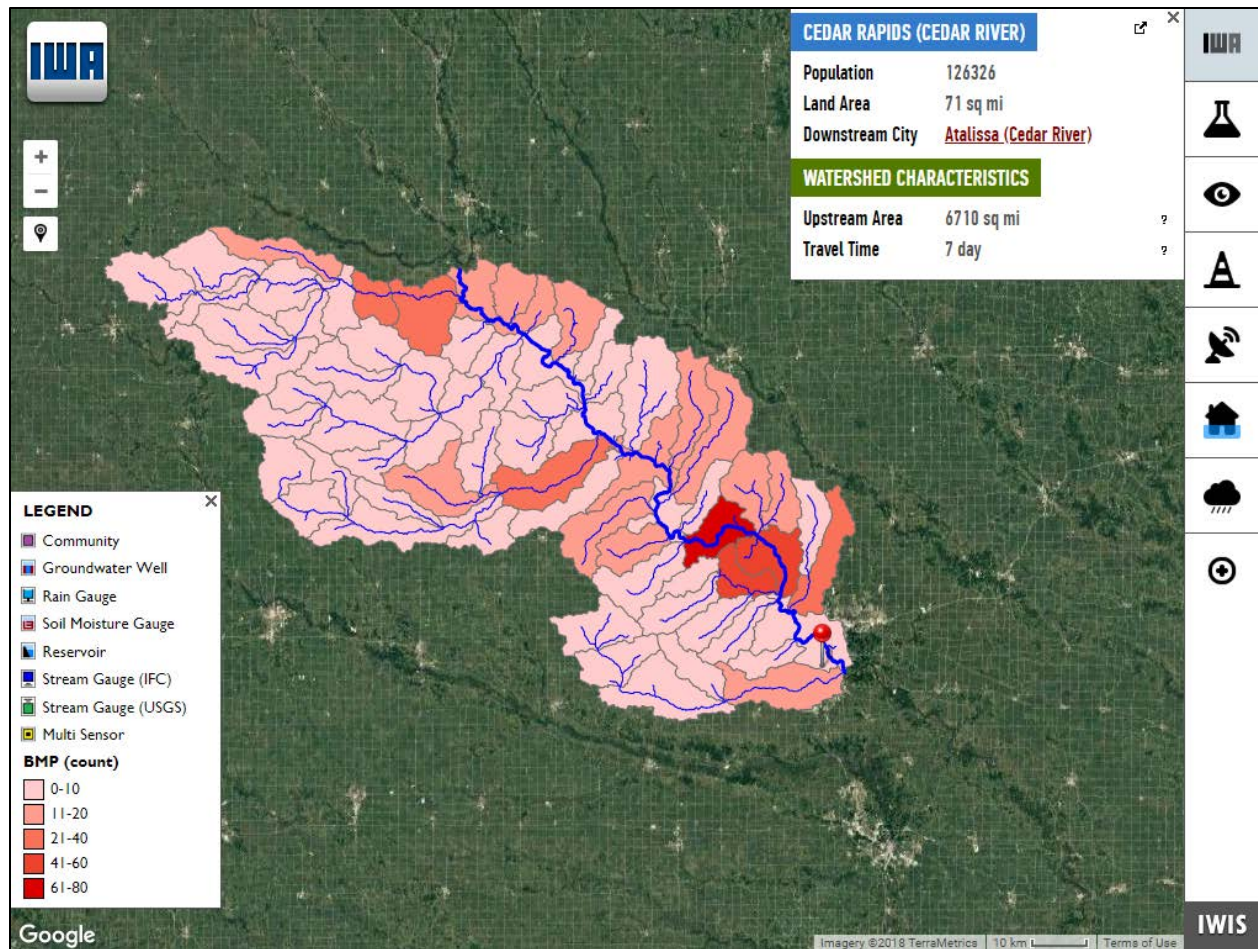 IWA
CEDAR RAPIDS (CEDAR RIVER)
Population 126326
Land Area 71 sq mi
Downstream City Atalissa (Cedar River)
WATERSHED CHARACTERISTICS
Upstream Area 6710 sq mi ?
Travel Time 7 day ?
IWA
LEGEND
Community
Groundwater Well
Rain Gauge
Soil Moisture Gauge
Reservoir
Stream Gauge (IFC)
Stream Gauge (USGS)
Multi Sensor
BMP (count)
0-10
11-20
21-40
41-60
61-80
Google
Imagery ©2018 TerraMetrics 10 km Terms of Use
IWIS